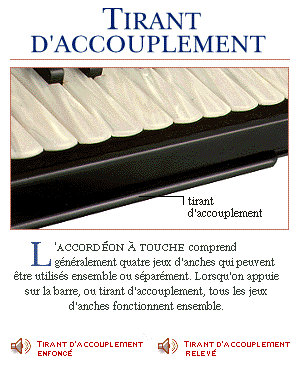 TIRANT
D'ACCOUPLEMENT
tirant
d'accouplement
L'ACCORDÉON À TOUCHE comprend
généralement quatre jeux d'anches qui peuvent
être utilisés ensemble ou séparément. Lorsqu'on appuie
sur la barre, ou tirant d'accouplement, tous les jeux
d'anches fonctionnent ensemble.
TIRANT D'ACCOUPLEMENT
ENFONCÉ
TIRANT D'ACCOUPLEMENT
RELEVÉ